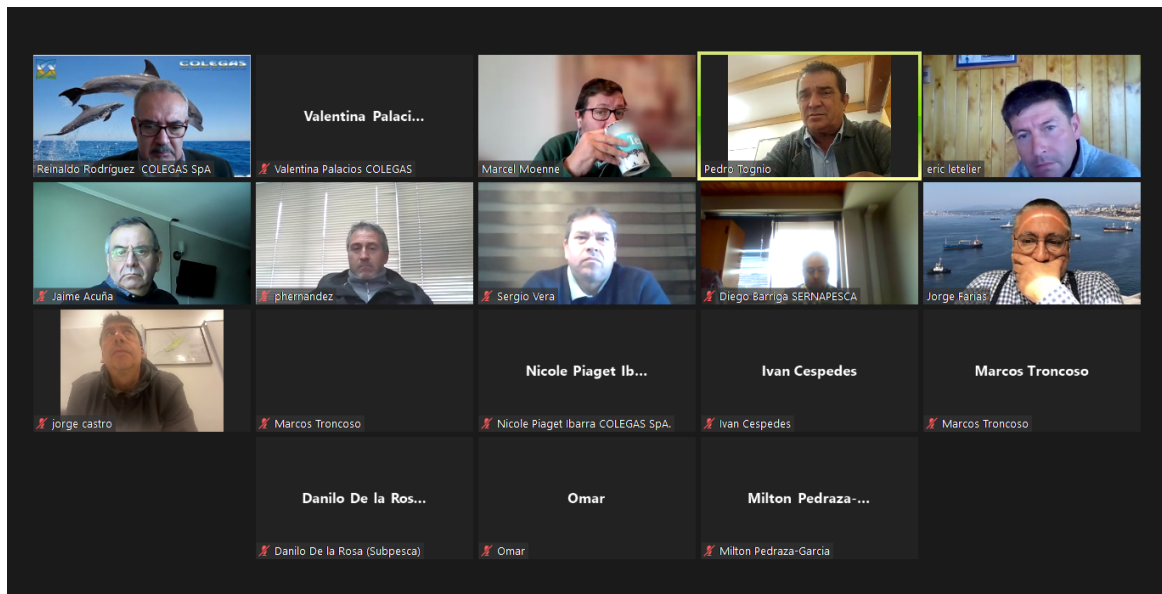 COLEGAS
Valentina Palaci...
Reinaldo Rodríguez COLEGAS SpA
Valentina Palacios COLEGAS
Marcel Moenne
Pedro Tognio
eric letelier
Jaime Acuña
phernandez
Sergio Vera
Diego Barriga SERNAPESCA
Jorge Farias
Nicole Piaget Ib...
Ivan Cespedes
Marcos Troncoso
jorge castro
Marcos Troncoso
Nicole Piaget Ibarra COLEGAS SpA.
Ivan Cespedes
Marcos Troncoso
Danilo De la Ros...
Omar
Milton Pedraza-...
Danilo De la Rosa (Subpesca)
Omar
Milton Pedraza-Garcia